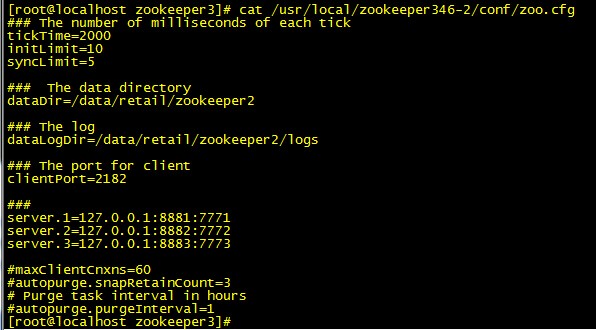 [root@localhost zookeeper3]# cat /usr/local/zookeeper346-2/conf/zoo.cfg
### The number of milliseconds of each tick
tickTime=2000
initLimit=10
syncLimit=5
###  The data directory
dataDir=/data/retail/zookeeper2
### The log
dataLogDir=/data/retail/zookeeper2/logs
### The port for client
clientPort=2182
###
server.1=127.0.0.1:8881:7771
server.2=127.0.0.1:8882:7772
server.3=127.0.0.1:8883:7773
#maxClientCnxns=60
#autopurge.snapRetainCount=3
# Purge task interval in hours
#autopurge.purgeInterval=1
[root@localhost zookeeper3]#